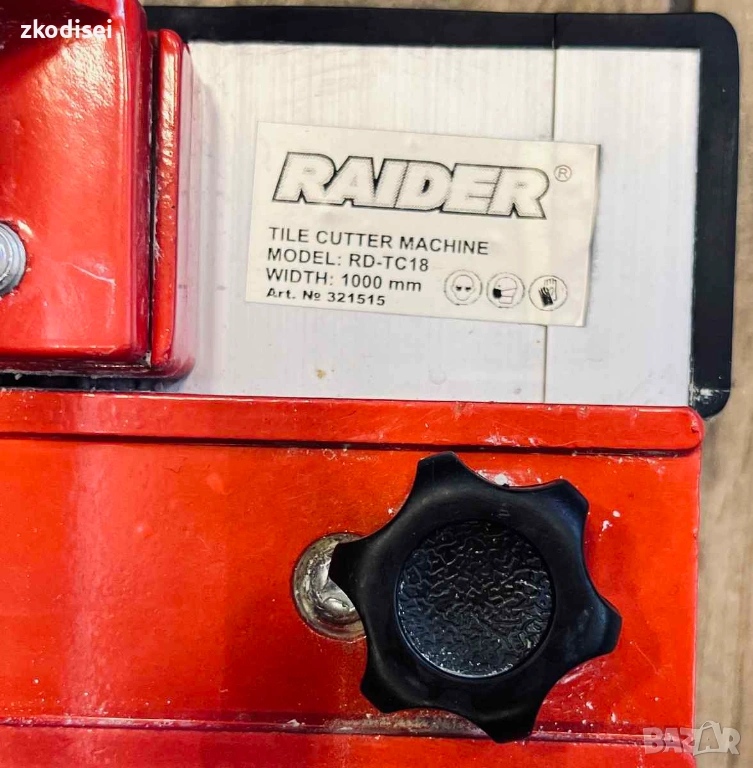 zkodisei
RAIDER®
TILE CUTTER MACHINE
MODEL: RD-TC18
WIDTH: 1000 mm
Art. № 321515
BAZAR